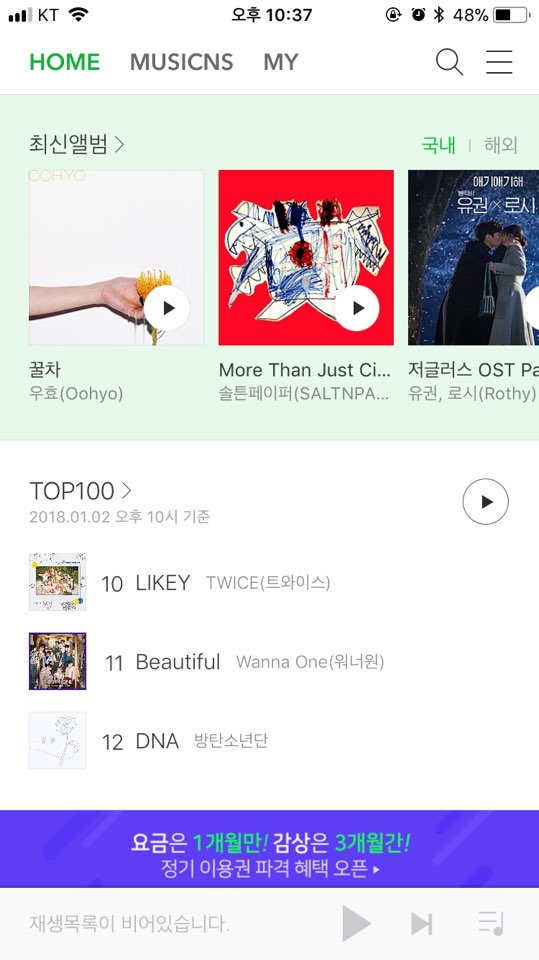 KT 오후 10:37 48%
HOME MUSICNS MY
최신앨범 국내 해외
OOHYO
얘기얘기해
유권×로시
꿀차 More Than Just Ci... 저글러스 OST Pa
우효(Oohyo) 솔튼페이퍼(SALTNPA... 유권, 로시(Rothy)
TOP100
2018.01.02 오후 10시 기준
10 LIKEY TWICE(트와이스)
11 Beautiful Wanna One(워너원)
12 DNA 방탄소년단
요금은 1개월만! 감상은 3개월간!
정기 이용권 파격 혜택 오픈
재생목록이 비어있습니다.